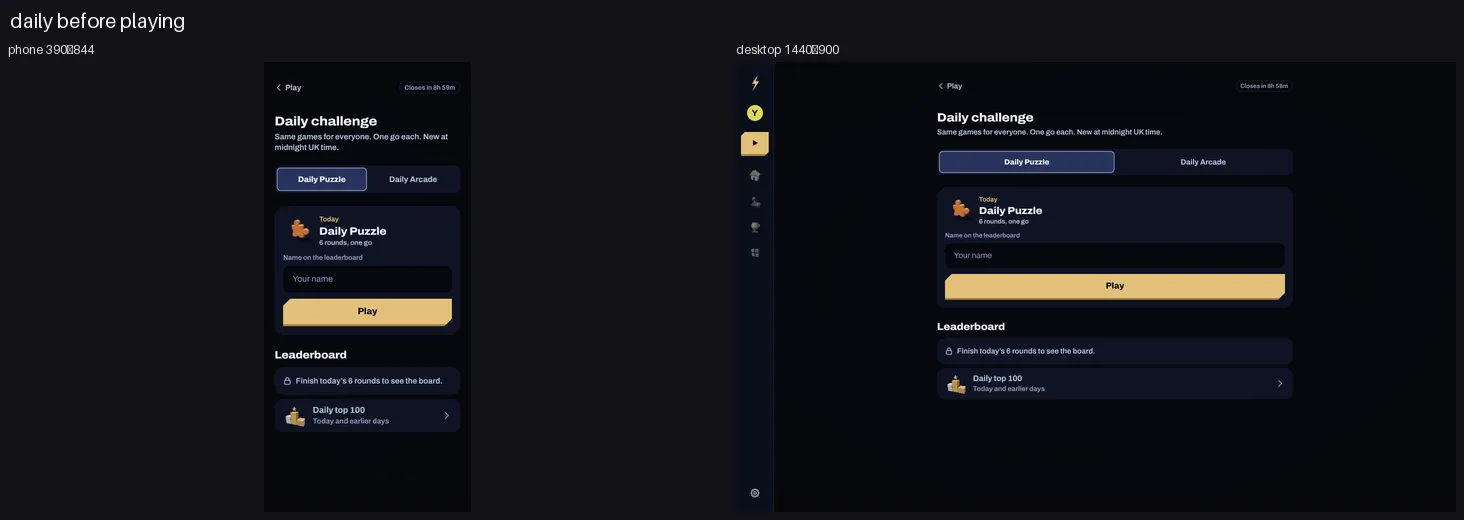 daily before playing
phone 390▯844
Play
Closes in 8h 59m
Daily challenge
Same games for everyone. One go each. New at
midnight UK time.
Daily Puzzle
Daily Arcade
Today
Daily Puzzle
6 rounds, one go
Name on the leaderboard
Your name
Play
Leaderboard
Finish today's 6 rounds to see the board.
Daily top 100
Today and earlier days
desktop 1440▯900
Y
Play
Closes in 8h 58m
Daily challenge
Same games for everyone. One go each. New at midnight UK time.
Daily Puzzle
Daily Arcade
Today
Daily Puzzle
6 rounds, one go
Name on the leaderboard
Your name
Play
Leaderboard
Finish today's 6 rounds to see the board.
Daily top 100
Today and earlier days